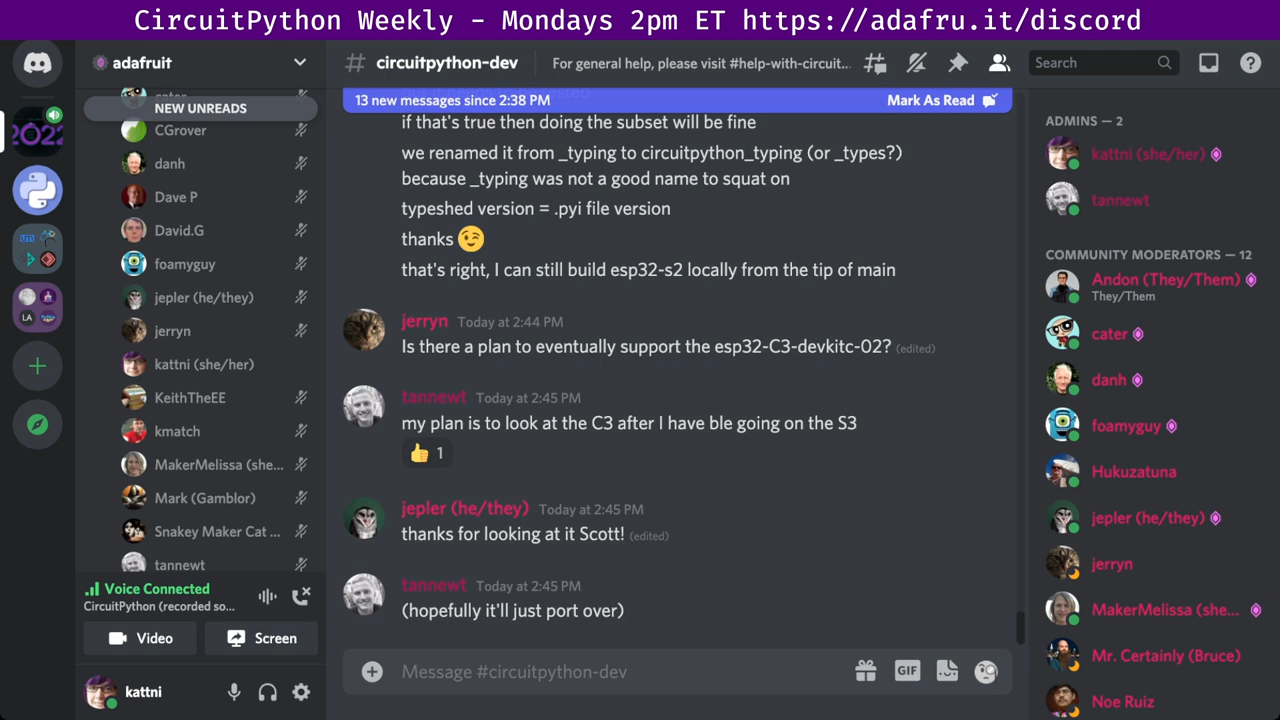 CircuitPython Weekly - Mondays 2pm ET https://adafru.it/discord
adafruit
NEW UNREADS
CGrover
danh
Dave P
David.G
foamyguy
jepler (he/they)
jerryn
kattni (she/her)
KeithTheEE
kmatch
MakerMelissa (she...
Mark (Gamblor)
Snakey Maker Cat ...
tannewt
Voice Connected
CircuitPython (recorded so...
Video
Screen
kattni
2022
LA
circuitpython-dev
For general help, please visit #help-with-circuit...
Search
13 new messages since 2:38 PM
Mark As Read
if that's true then doing the subset will be fine
we renamed it from _typing to circuitpython_typing (or _types?)
because _typing was not a good name to squat on
typeshed version = .pyi file version
thanks 😉
that's right, I can still build esp32-s2 locally from the tip of main
jerryn Today at 2:44 PM
Is there a plan to eventually support the esp32-C3-devkitc-02? (edited)
tannewt Today at 2:45 PM
my plan is to look at the C3 after I have ble going on the S3
👍 1
jepler (he/they) Today at 2:45 PM
thanks for looking at it Scott! (edited)
tannewt Today at 2:45 PM
(hopefully it'll just port over)
Message #circuitpython-dev
GIF
ADMINS — 2
kattni (she/her)
tannewt
COMMUNITY MODERATORS — 12
Andon (They/Them)
They/Them
cater
danh
foamyguy
Hukuzatuna
jepler (he/they)
jerryn
MakerMelissa (she...
Mr. Certainly (Bruce)
Noe Ruiz